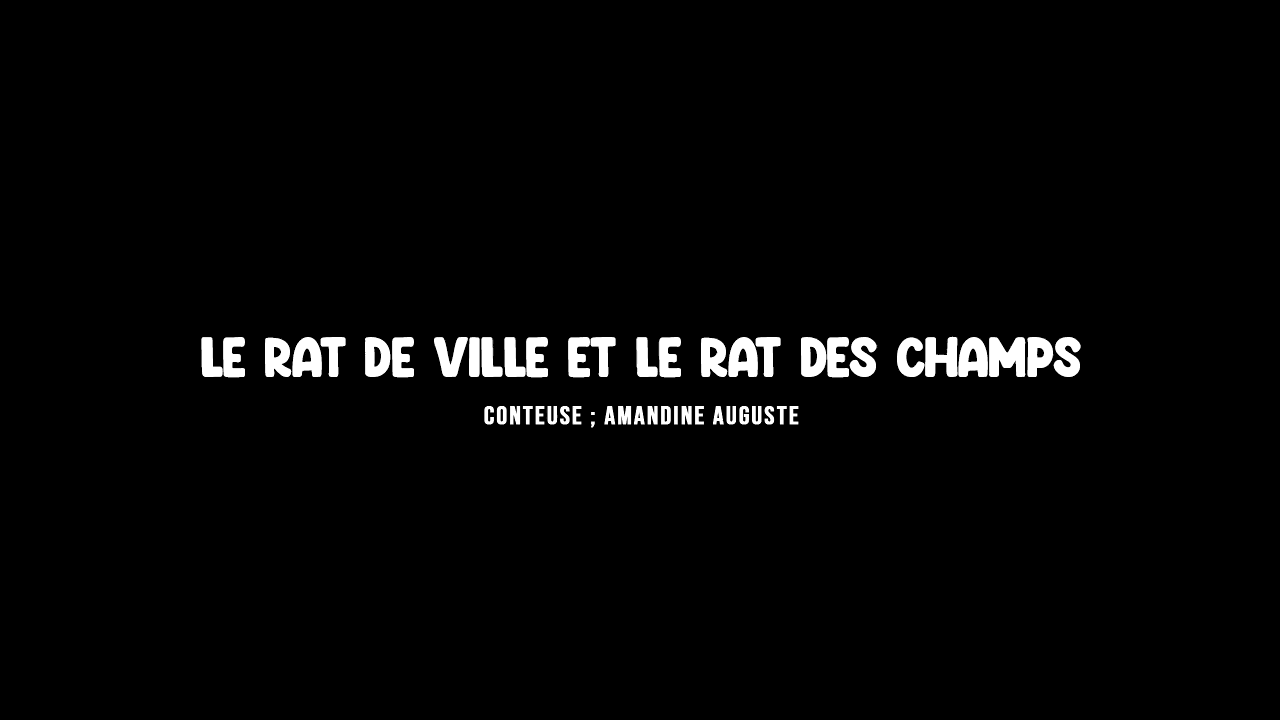 LE RAT DE VILLE ET LE RAT DES CHAMPS
CONTEUSE ; AMANDINE AUGUSTE